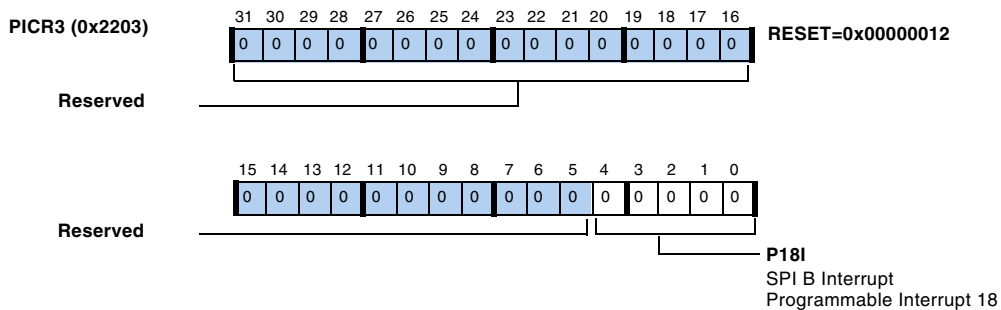 PICR3 (0x2203)
31 30 29 28 27 26 25 24 23 22 21 20 19 18 17 16
0 0 0 0 0 0 0 0 0 0 0 0 0 0 0 0
RESET=0x00000012
Reserved
15 14 13 12 11 10 9 8 7 6 5 4 3 2 1 0
0 0 0 0 0 0 0 0 0 0 0 0 0 0 0 0
Reserved
P18I
SPI B Interrupt
Programmable Interrupt 18